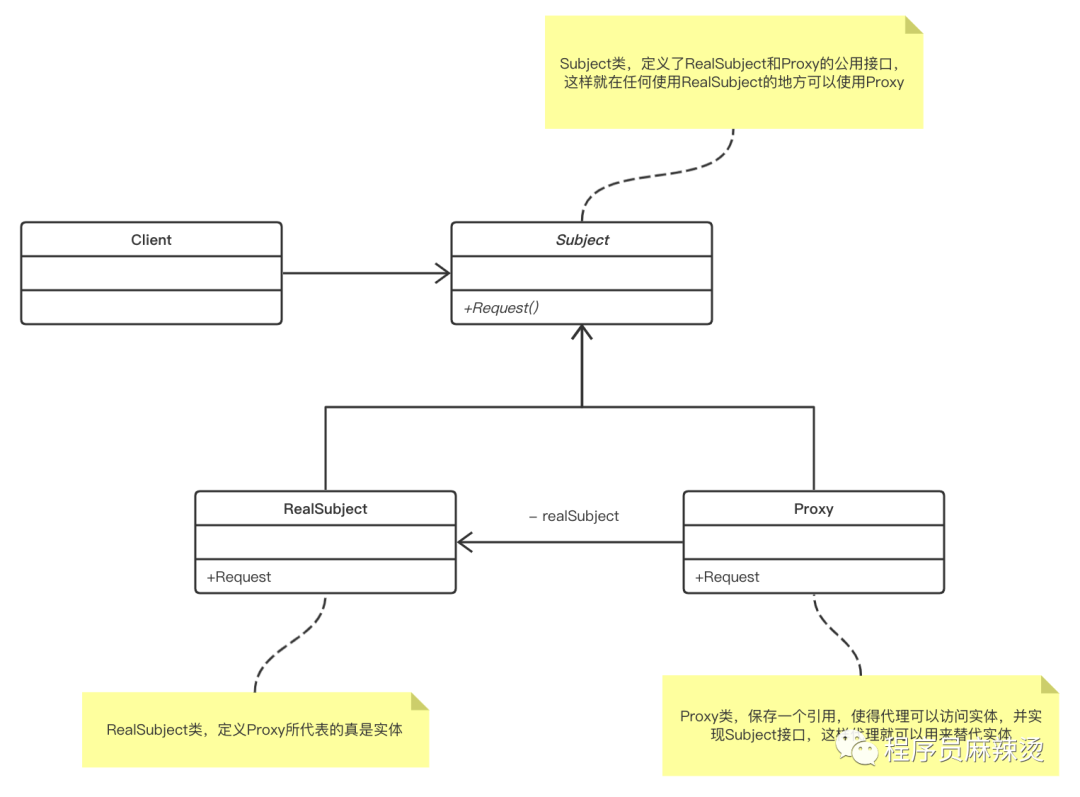 Subject类，定义了RealSubject和Proxy的公用接口，
这样就在任何使用RealSubject的地方可以使用Proxy
Client
Subject
+Request()
RealSubject
+Request
– realSubject
Proxy
+Request
RealSubject类，定义Proxy所代表的真是实体
Proxy类，保存一个引用，使得代理可以访问实体，并实
现Subject接口，这样代理就可以用来替代实体
程序员麻辣烫